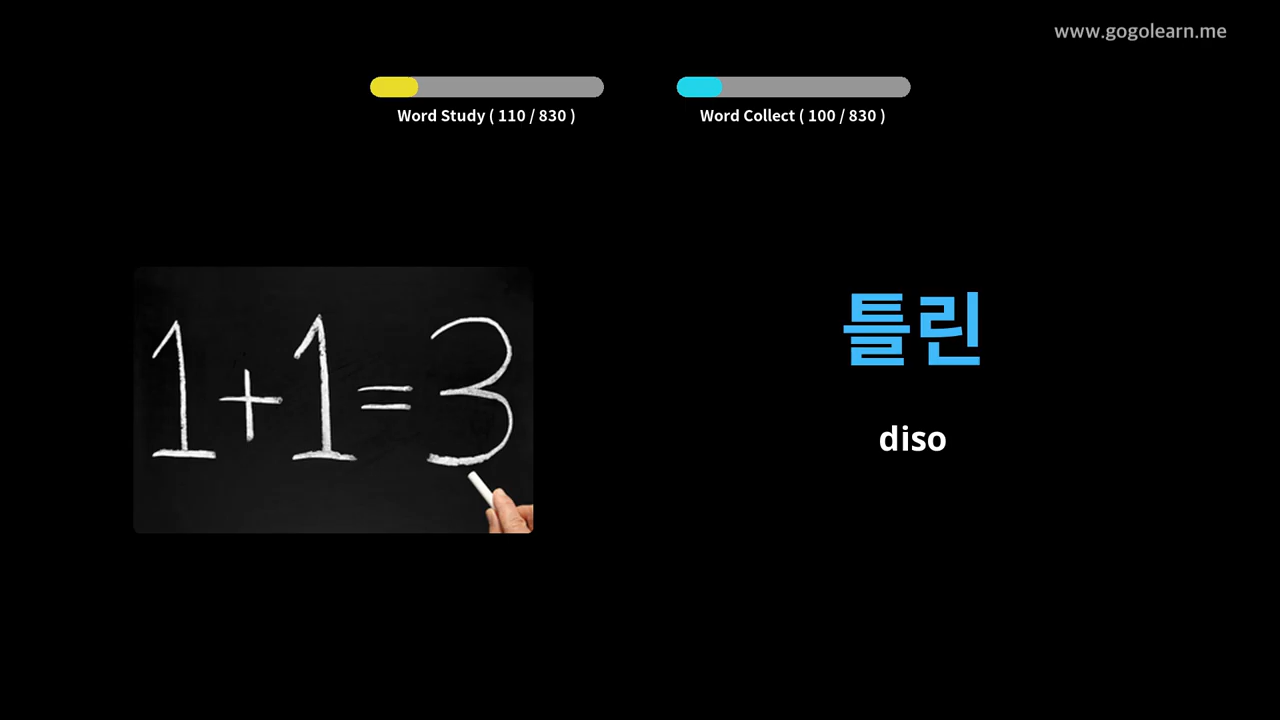 www.gogolearn.me
Word Study ( 110 / 830 )
Word Collect ( 100 / 830 )
1+1=3
틀린
diso